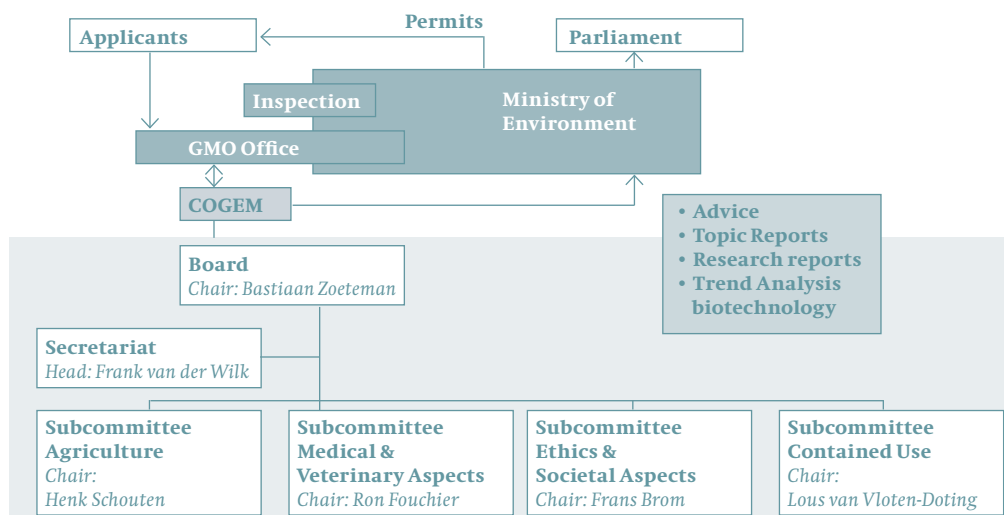 Permits
Applicants
Parliament
Inspection
Ministry of
Environment
GMO Office
COGEM
• Advice
• Topic Reports
• Research reports
• Trend Analysis
biotechnology
Board
Chair: Bastiaan Zoeteman
Secretariat
Head: Frank van der Wilk
Subcommittee
Agriculture
Chair:
Henk Schouten
Subcommittee
Medical &
Veterinary Aspects
Chair: Ron Fouchier
Subcommittee
Ethics &
Societal Aspects
Chair: Frans Brom
Subcommittee
Contained Use
Chair:
Lous van Vloten-Doting